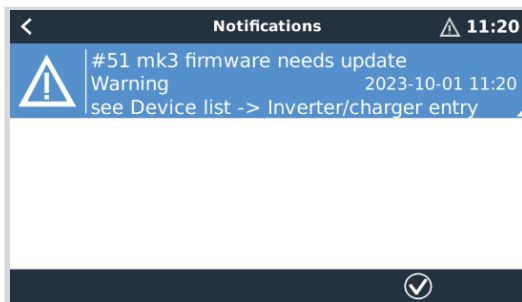 Notifications 11:20
#51 mk3 firmware needs update
Warning 2023-10-01 11:20
see Device list -> Inverter/charger entry